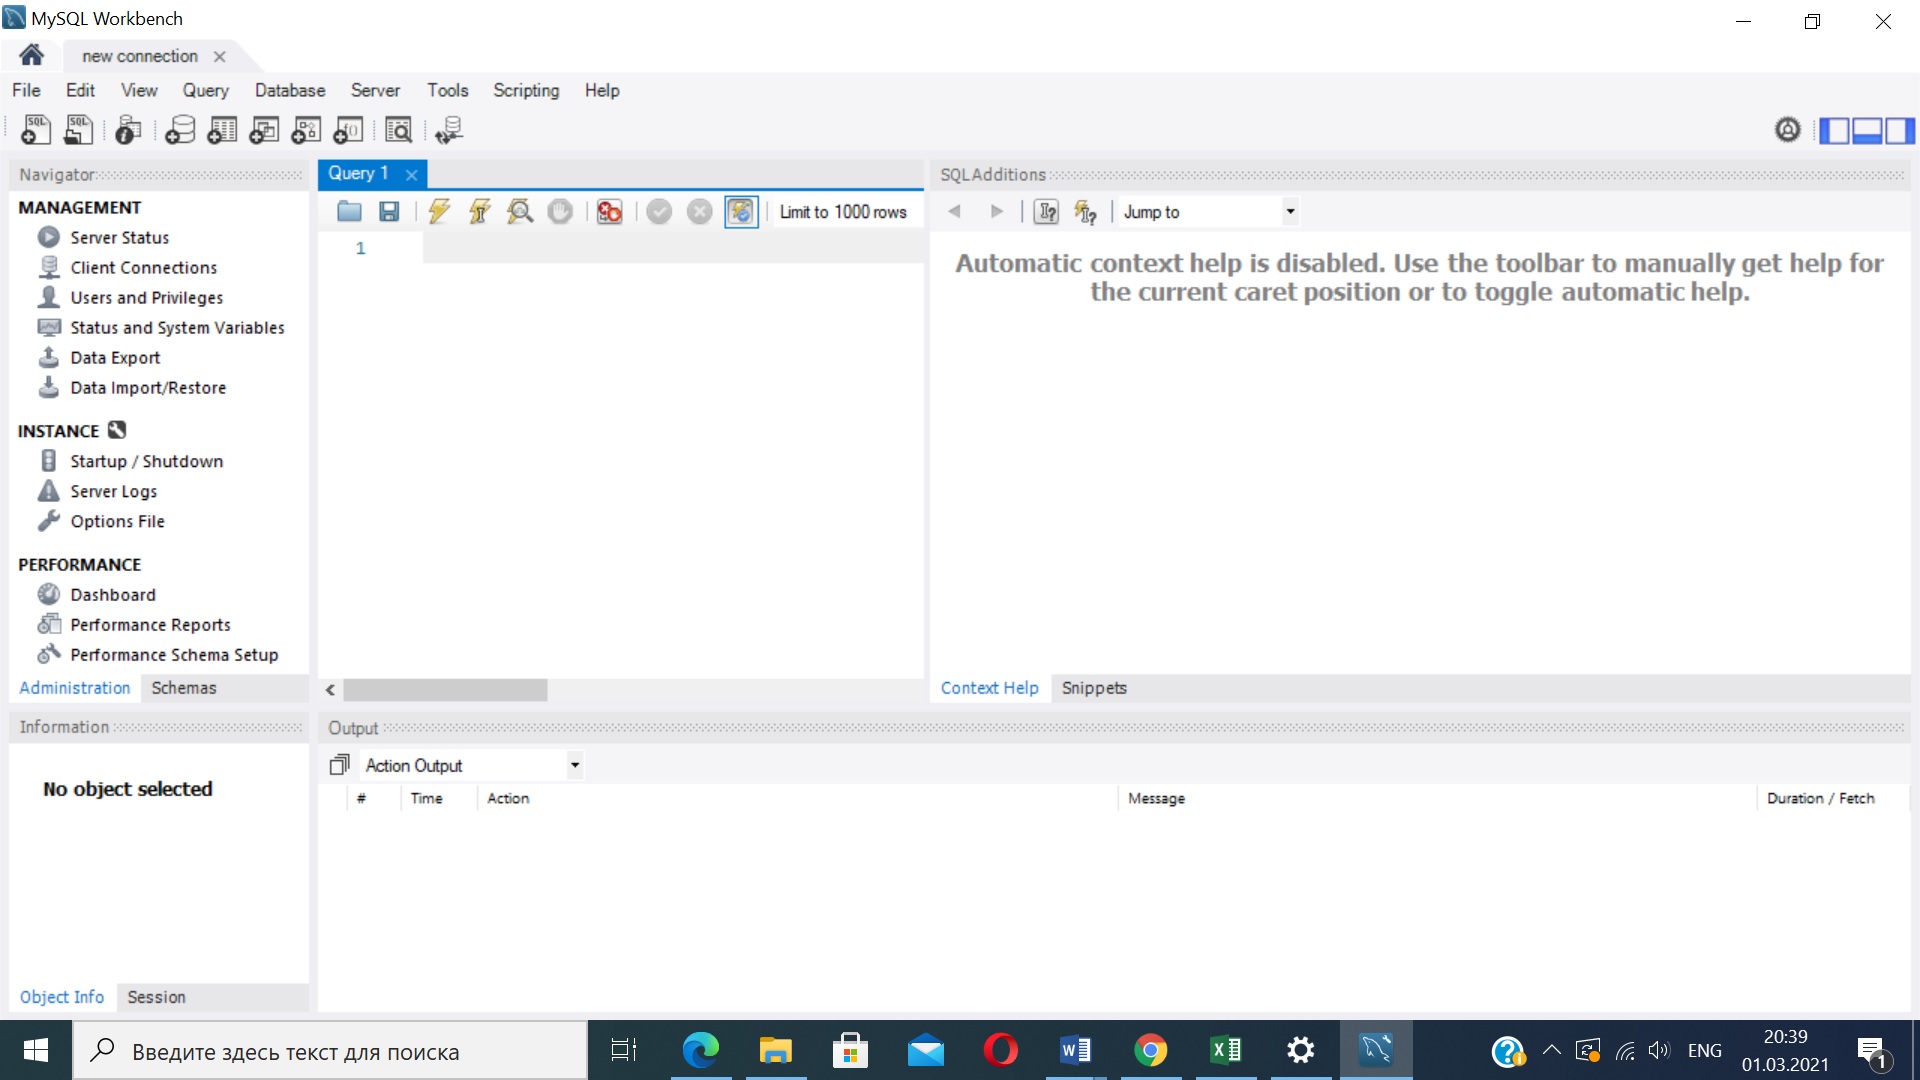 MySQL Workbench
new connection
File Edit View Query Database Server Tools Scripting Help
SQL SQL
Navigator
MANAGEMENT
Server Status
Client Connections
Users and Privileges
Status and System Variables
Data Export
Data Import/Restore
INSTANCE
Startup / Shutdown
Server Logs
Options File
PERFORMANCE
Dashboard
Performance Reports
Performance Schema Setup
Administration Schemas
Query 1
Limit to 1000 rows
1
SQLAdditions
Jump to
Automatic context help is disabled. Use the toolbar to manually get help for
the current caret position or to toggle automatic help.
Context Help Snippets
Information
No object selected
Object Info Session
Output
Action Output
# Time Action Message Duration / Fetch
Введите здесь текст для поиска
ENG
20:39
01.03.2021
1